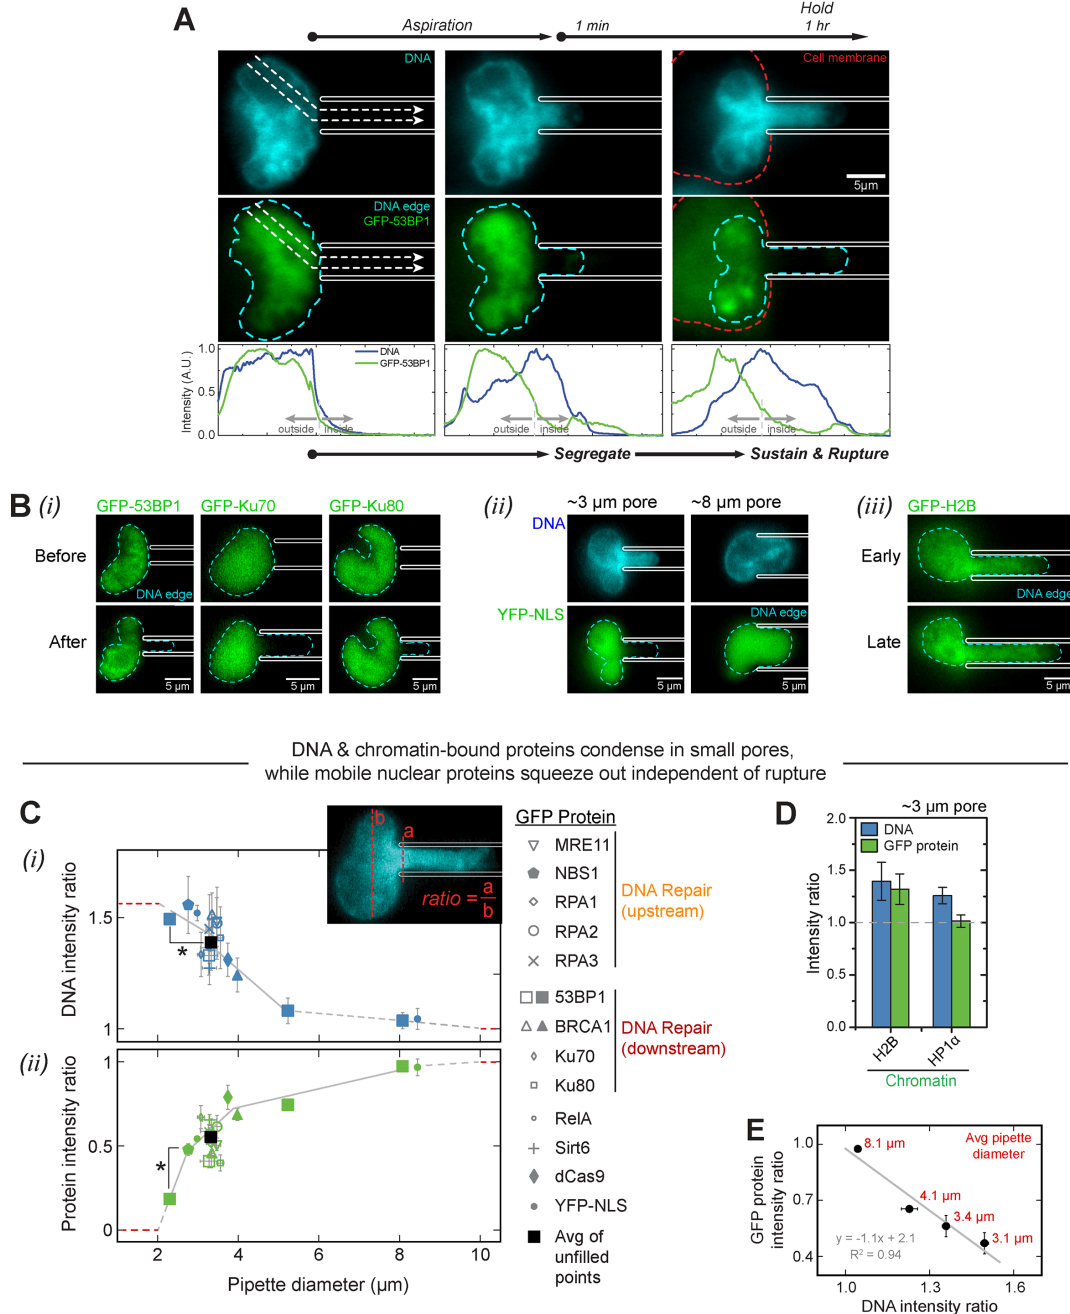 A
Aspiration
1 min
Hold
1 hr
DNA
Cell membrane
5μm
DNA edge
GFP-53BP1
Intensity (A.U.)
1.0
0.5
0.0
DNA
GFP-53BP1
outside
inside
outside
inside
outside
inside
Segregate
Sustain & Rupture
B
(i)
GFP-53BP1
GFP-Ku70
GFP-Ku80
Before
DNA edge
After
5 μm
5 μm
5 μm
(ii)
~3 μm pore
~8 μm pore
DNA
YFP-NLS
DNA edge
5 μm
5 μm
(iii)
GFP-H2B
Early
DNA edge
Late
5 μm
DNA & chromatin-bound proteins condense in small pores,
while mobile nuclear proteins squeeze out independent of rupture
C
(i)
DNA intensity ratio
1.5
1
*
b
a
ratio = a/b
(ii)
Protein intensity ratio
1
0.5
0
*
2
4
6
8
10
Pipette diameter (μm)
GFP Protein
MRE11
NBS1
RPA1
RPA2
RPA3
DNA Repair
(upstream)
53BP1
BRCA1
Ku70
Ku80
DNA Repair
(downstream)
RelA
Sirt6
dCas9
YFP-NLS
Avg of
unfilled
points
D
~3 μm pore
Intensity ratio
2.0
1.5
1.0
0.5
0.0
DNA
GFP protein
H2B
HP1α
Chromatin
E
GFP protein
intensity ratio
1.0
0.7
0.4
Avg pipette
diameter
8.1 μm
4.1 μm
3.4 μm
3.1 μm
y = -1.1x + 2.1
R² = 0.94
1.0
1.3
1.6
DNA intensity ratio